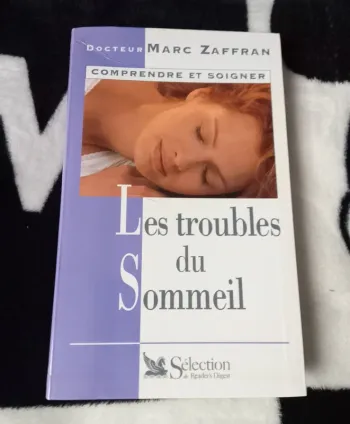 Docteur Marc Zaffran
COMPRENDRE ET SOIGNER
Les troubles
du
Sommeil
Sélection
du Reader's Digest